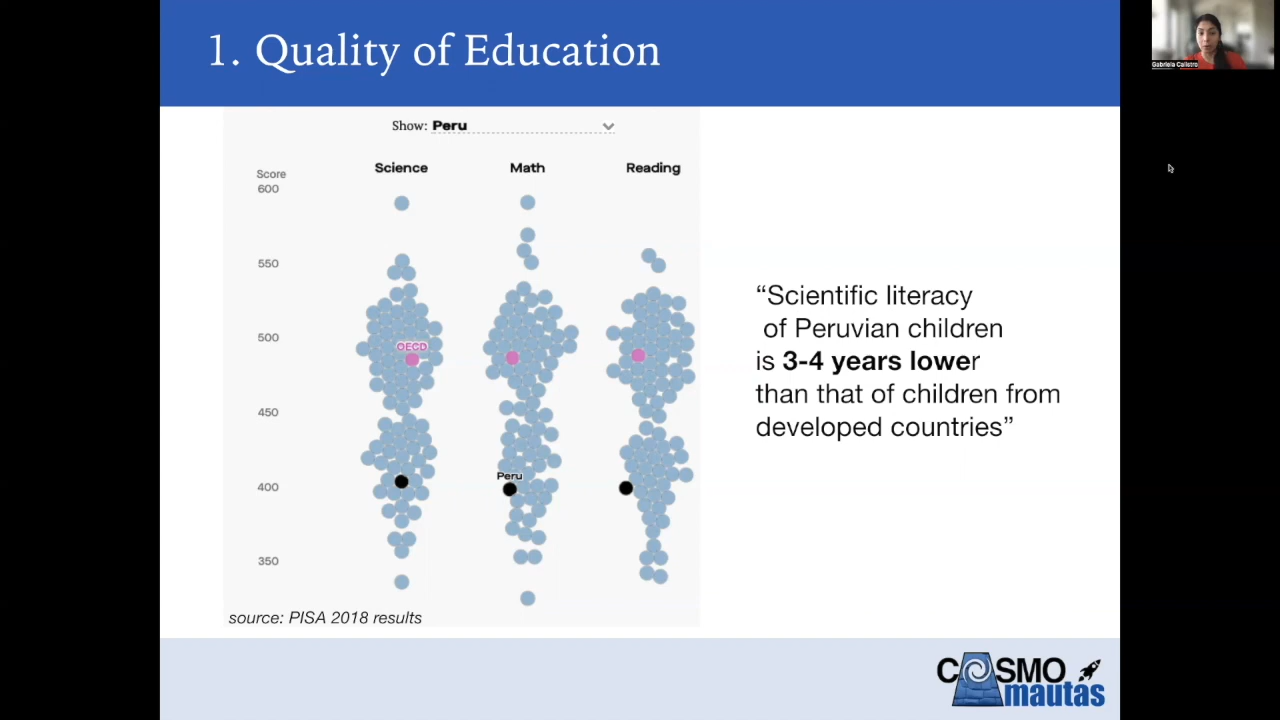 1. Quality of Education
Gabriela Calistro
Show: Peru
Science Math Reading
Score
600
550
500
450
400
350
OECD
Peru
“Scientific literacy
of Peruvian children
is 3-4 years lower
than that of children from
developed countries”
source: PISA 2018 results
COSMO
mautas